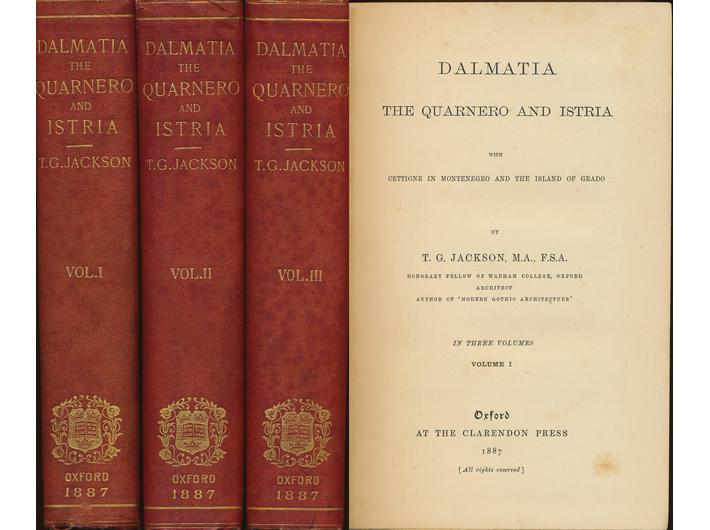 DALMATIA
THE
QUARNERO
AND
ISTRIA
T.G.JACKSON
VOL.I
OXFORD
1887
DALMATIA
THE
QUARNERO
AND
ISTRIA
T.G.JACKSON
VOL.II
OXFORD
1887
DALMATIA
THE
QUARNERO
AND
ISTRIA
T.G.JACKSON
VOL.III
OXFORD
1887
DALMATIA
THE QUARNERO AND ISTRIA
WITH
CETTIGNE IN MONTENEGRO AND THE ISLAND OF GRADO
BY
T. G. JACKSON, M.A., F.S.A.
HONORARY FELLOW OF WADHAM COLLEGE, OXFORD
ARCHITECT
AUTHOR OF 'MODERN GOTHIC ARCHITECTURE'
IN THREE VOLUMES
VOLUME I
Oxford
AT THE CLARENDON PRESS
1887
[All rights reserved]